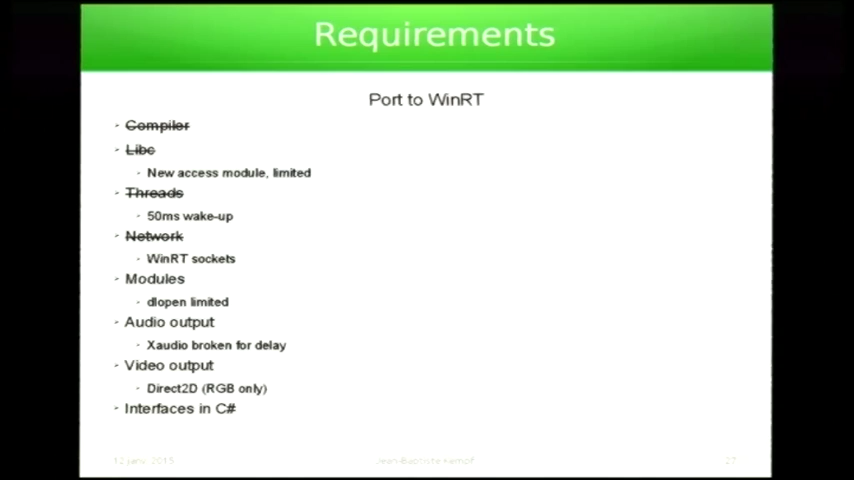 Requirements
Port to WinRT
Compiler
Libc
New access module, limited
Threads
50ms wake-up
Network
WinRT sockets
Modules
dlopen limited
Audio output
Xaudio broken for delay
Video output
Direct2D (RGB only)
Interfaces in C#
12 janv. 2015
Jean-Baptiste Kempf
27